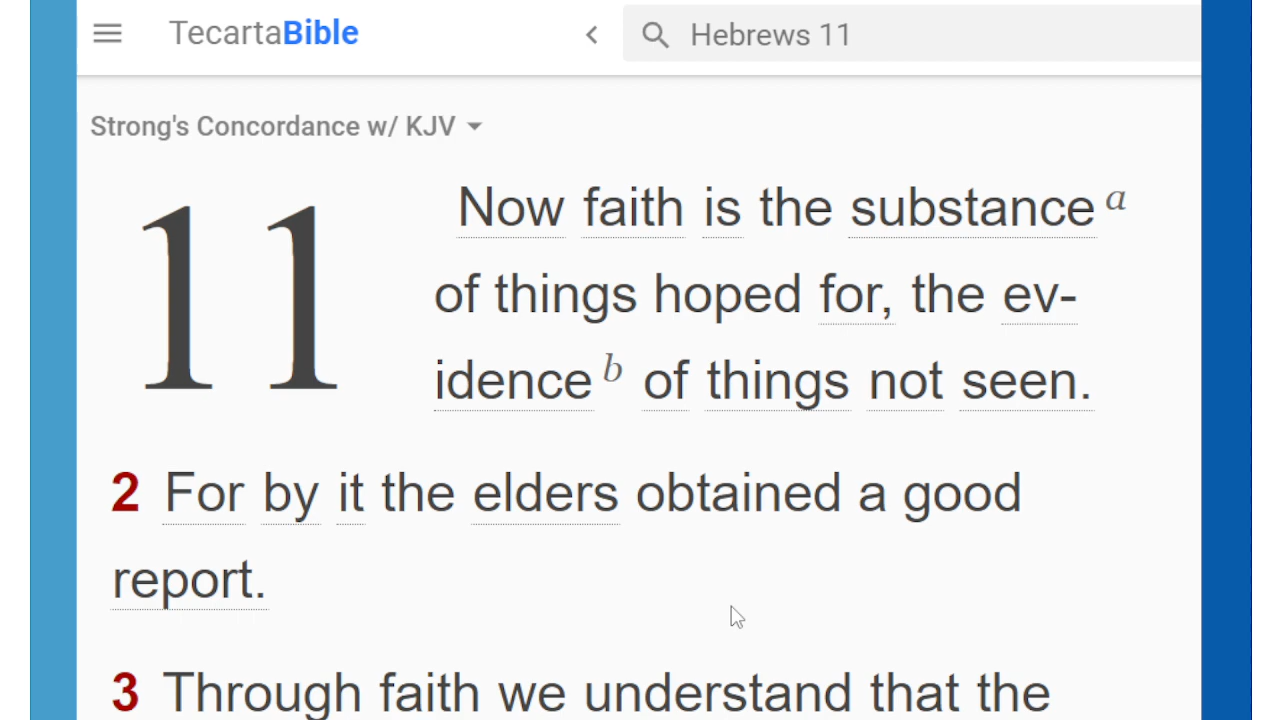 TecartaBible
Hebrews 11
Strong's Concordance w/ KJV
11 Now faith is the substance a
of things hoped for, the ev-
idence b of things not seen.
2 For by it the elders obtained a good
report.
3 Through faith we understand that the